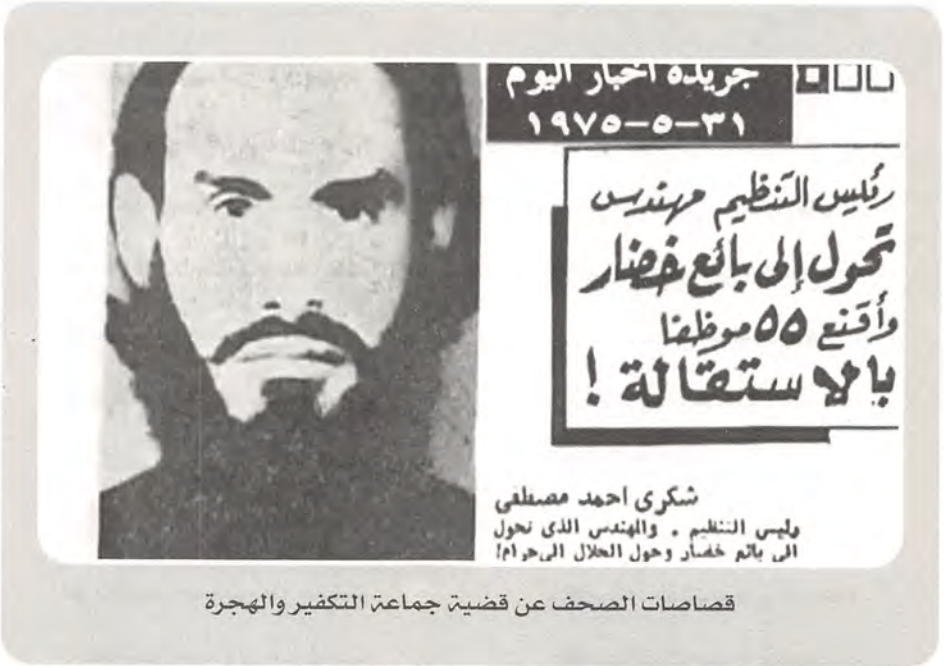 جريدة أخبار اليوم
٣١-٥-١٩٧٥
رئيس التنظيم مهندس
تحول إلى بائع خضار
وأقنع ٥٥ موظفا
بالاستقالة !
شكرى احمد مصطفى
رئيس التنظيم . والمهندس الذى تحول
الى بائع خضار وحول الحلال الى حرام!
قصاصات الصحف عن قضية جماعة التكفير والهجرة